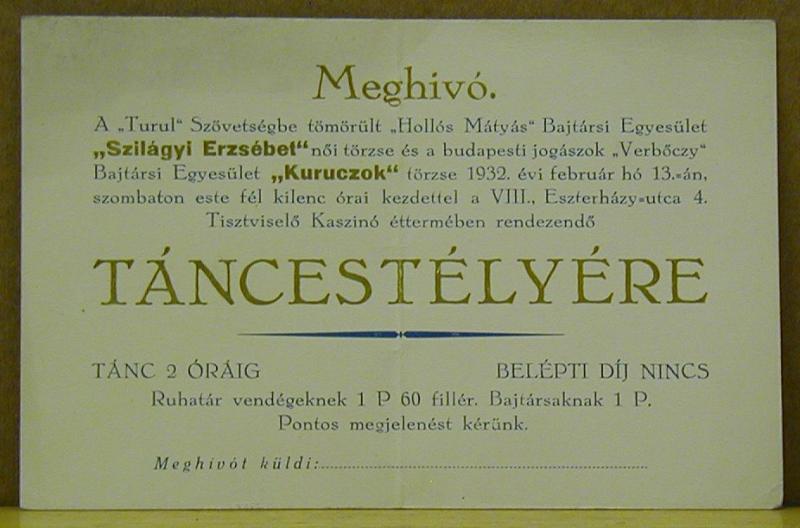 Meghivó.
A „Turul“ Szövetségbe tömörült „Hollós Mátyás“ Bajtársi Egyesület
„Szilágyi Erzsébet“ női törzse és a budapesti jogászok „Verbőczy“
Bajtársi Egyesület „Kuruczok“ törzse 1932. évi február hó 13.-án,
szombaton este fél kilenc órai kezdettel a VIII., Eszterházy-utca 4.
Tisztviselő Kaszinó éttermében rendezendő
TÁNCESTÉLYÉRE
TÁNC 2 ÓRÁIG BELÉPTI DÍJ NINCS
Ruhatár vendégeknek 1 P 60 fillér. Bajtársaknak 1 P.
Pontos megjelenést kérünk.
Meghívót küldi: